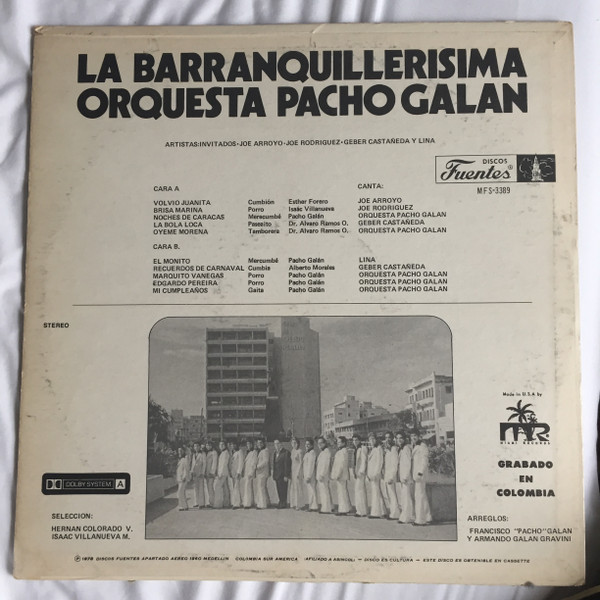 LA BARRANQUILLERISIMA
ORQUESTA PACHO GALAN
ARTISTAS:INVITADOS-JOE ARROYO-JOE RODRIGUEZ-GEBER CASTAÑEDA Y LINA
DISCOS
Fuentes®
MFS-3389
CARA A CANTA:
VOLVIO JUANITA Cumbión Esther Forero JOE ARROYO
BRISA MARINA Porro Isáac Villanueva JOE RODRIGUEZ
NOCHES DE CARACAS Merecumbé Pacho Galán ORQUESTA PACHO GALAN
LA BOLA LOCA Paseíto Dr. Alvaro Ramos O. GEBER CASTAÑEDA
OYEME MORENA Tamborera Dr. Alvaro Ramos O. ORQUESTA PACHO GALAN
CARA B.
EL MONITO Mercumbé Pacho Galán LINA
RECUERDOS DE CARNAVAL Cumbia Alberto Morales GEBER CASTAÑEDA
MARQUITO VANEGAS Porro Pacho Galán ORQUESTA PACHO GALAN
EDGARDO PEREIRA Porro Pacho Galán ORQUESTA PACHO GALAN
MI CUMPLEAÑOS Gaita Pacho Galán ORQUESTA PACHO GALAN
STEREO
Made in U.S.A by
MIAMI RECORDS
GRABADO
EN
COLOMBIA
DOLBY SYSTEM A
SELECCION:
HERNAN COLORADO V.
ISAAC VILLANUEVA M.
ARREGLOS:
FRANCISCO "PACHO" GALAN
Y ARMANDO GALAN GRAVINI
DISCOS FUENTES APARTADO AEREO 1960 MEDELLIN COLOMBIA SUR AMERICA — DISCO ES CULTURA — ESTE DISCO ES OBTENIBLE EN CASSETTE